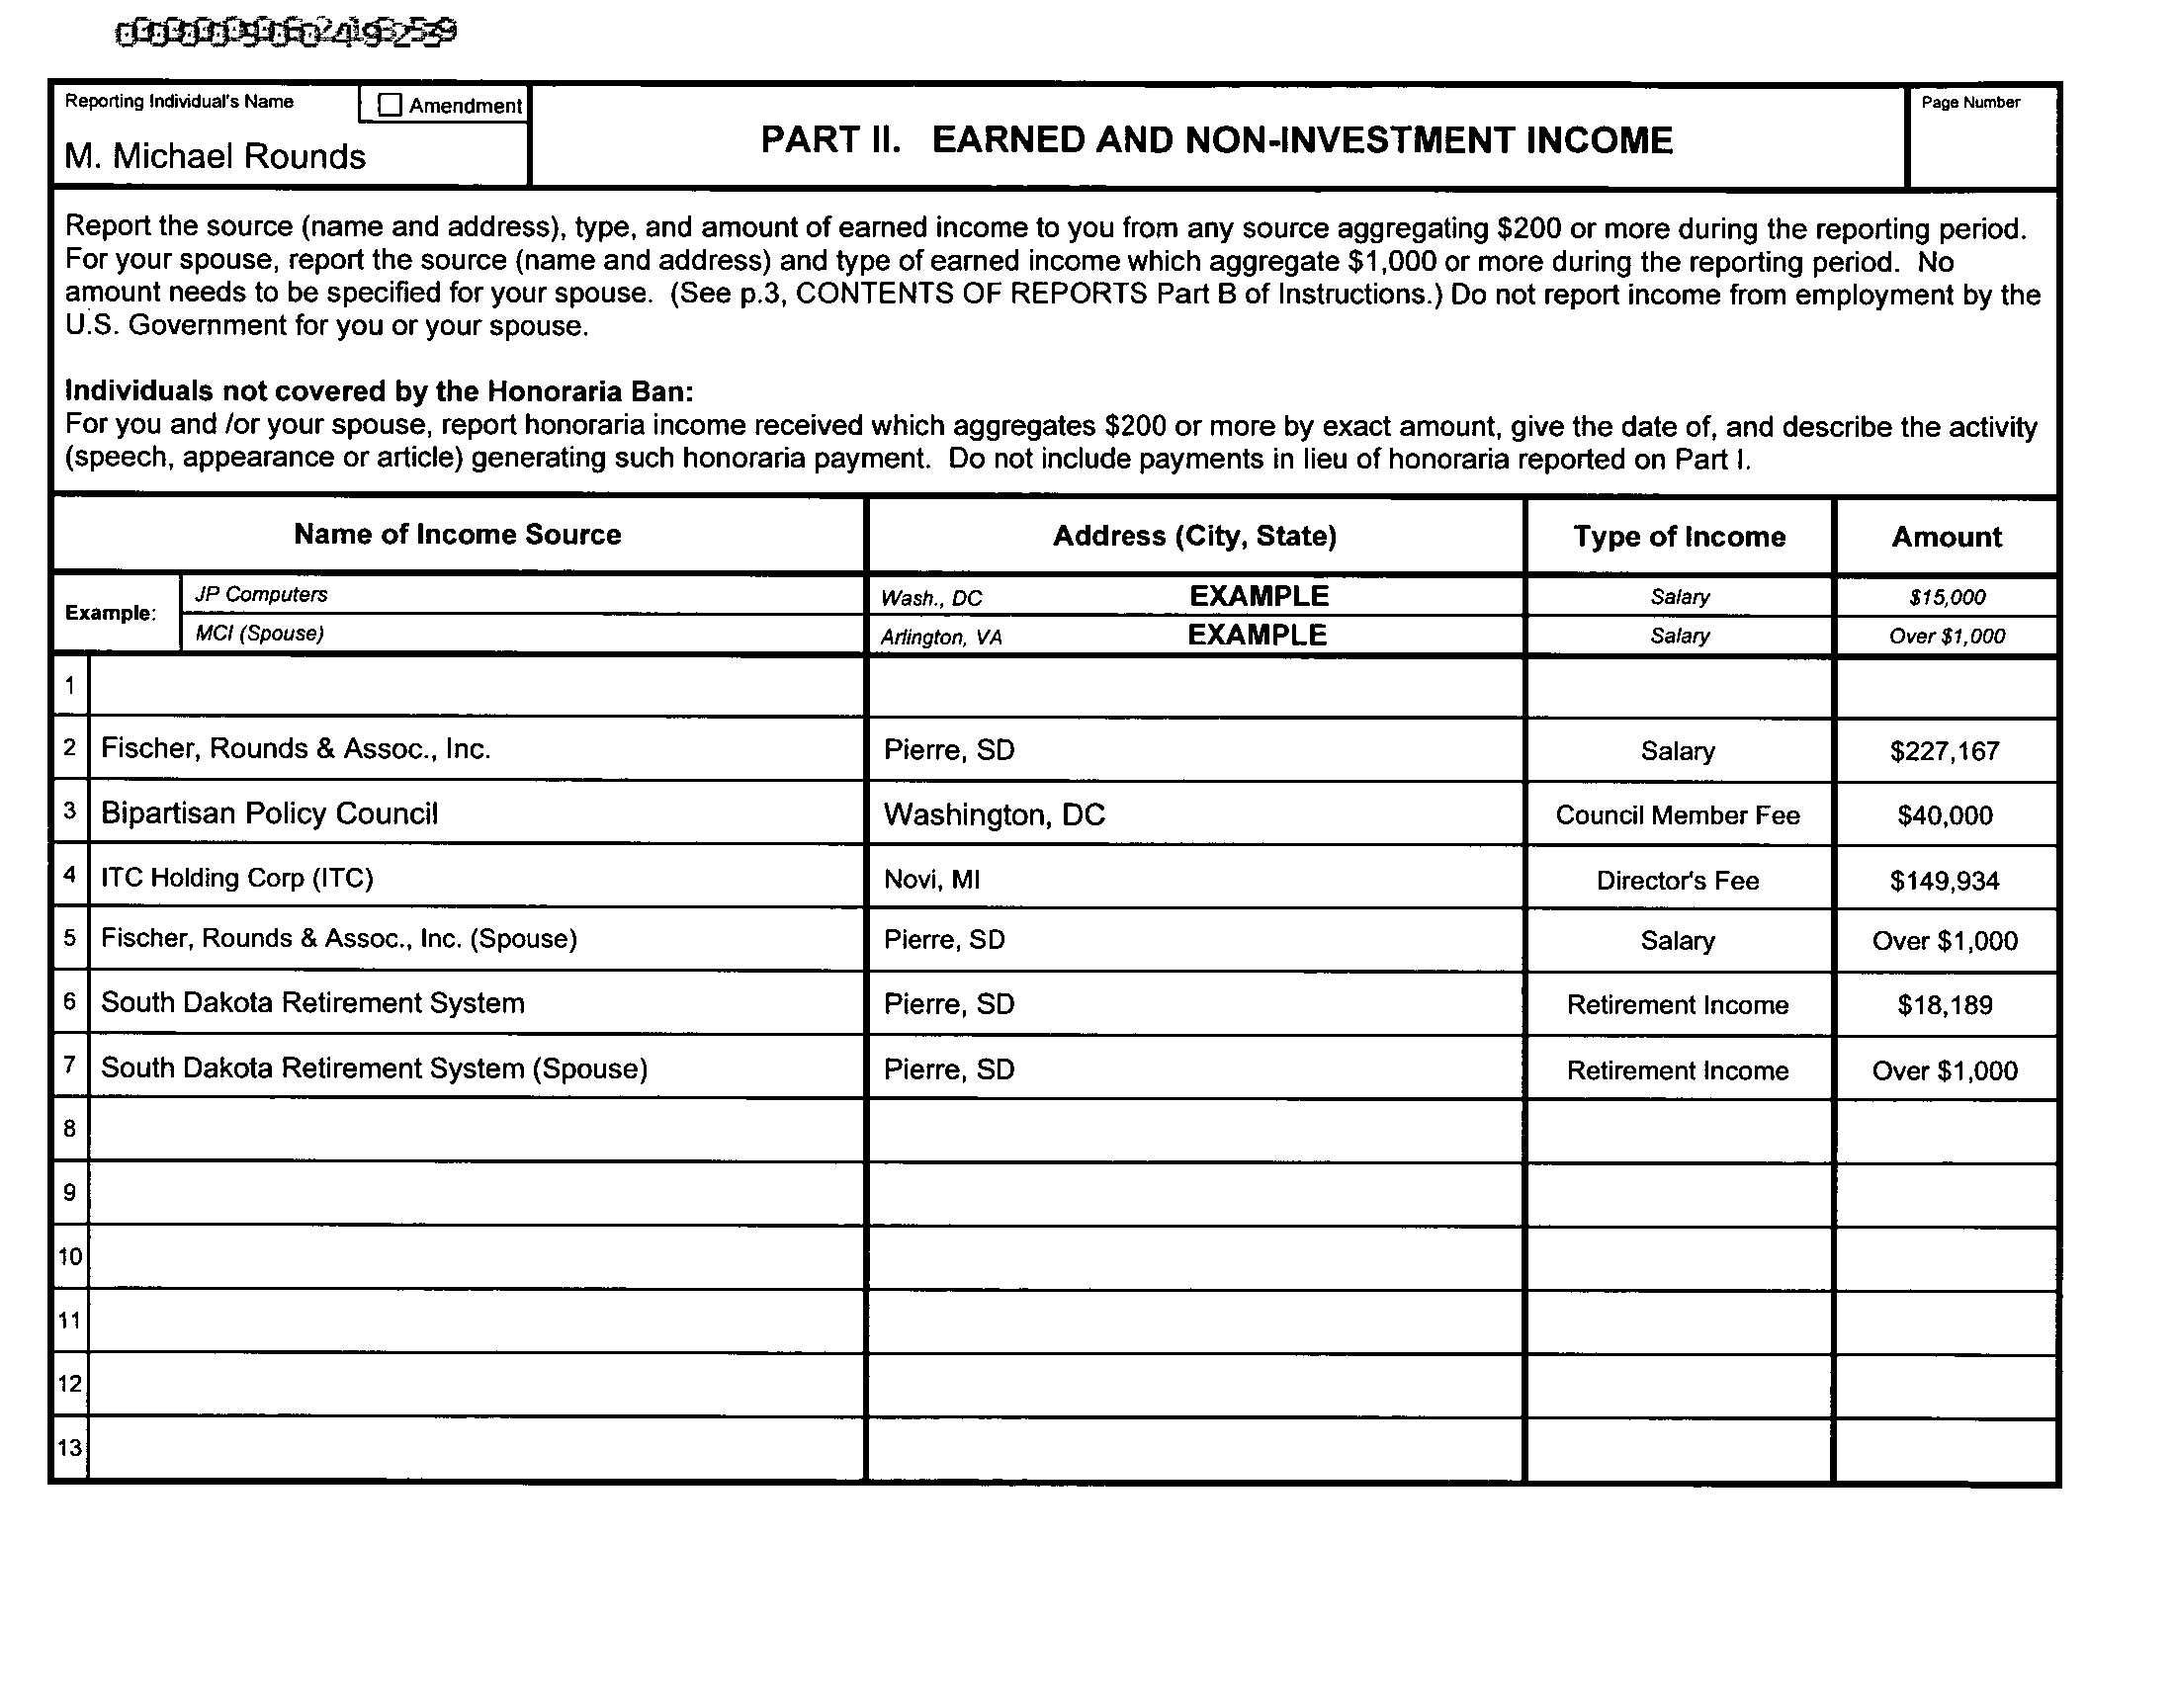 Reporting Individual's Name
Amendment
Page Number
M. Michael Rounds
PART II. EARNED AND NON-INVESTMENT INCOME
Report the source (name and address), type, and amount of earned income to you from any source aggregating $200 or more during the reporting period.
For your spouse, report the source (name and address) and type of earned income which aggregate $1,000 or more during the reporting period. No
amount needs to be specified for your spouse. (See p.3, CONTENTS OF REPORTS Part B of Instructions.) Do not report income from employment by the
U.S. Government for you or your spouse.
Individuals not covered by the Honoraria Ban:
For you and /or your spouse, report honoraria income received which aggregates $200 or more by exact amount, give the date of, and describe the activity
(speech, appearance or article) generating such honoraria payment. Do not include payments in lieu of honoraria reported on Part I.
Name of Income Source Address (City, State) Type of Income Amount
Example: JP Computers Wash., DC EXAMPLE Salary $15,000
MCI (Spouse) Arlington, VA EXAMPLE Salary Over $1,000
1
2 Fischer, Rounds & Assoc., Inc. Pierre, SD Salary $227,167
3 Bipartisan Policy Council Washington, DC Council Member Fee $40,000
4 ITC Holding Corp (ITC) Novi, MI Director's Fee $149,934
5 Fischer, Rounds & Assoc., Inc. (Spouse) Pierre, SD Salary Over $1,000
6 South Dakota Retirement System Pierre, SD Retirement Income $18,189
7 South Dakota Retirement System (Spouse) Pierre, SD Retirement Income Over $1,000
8
9
10
11
12
13